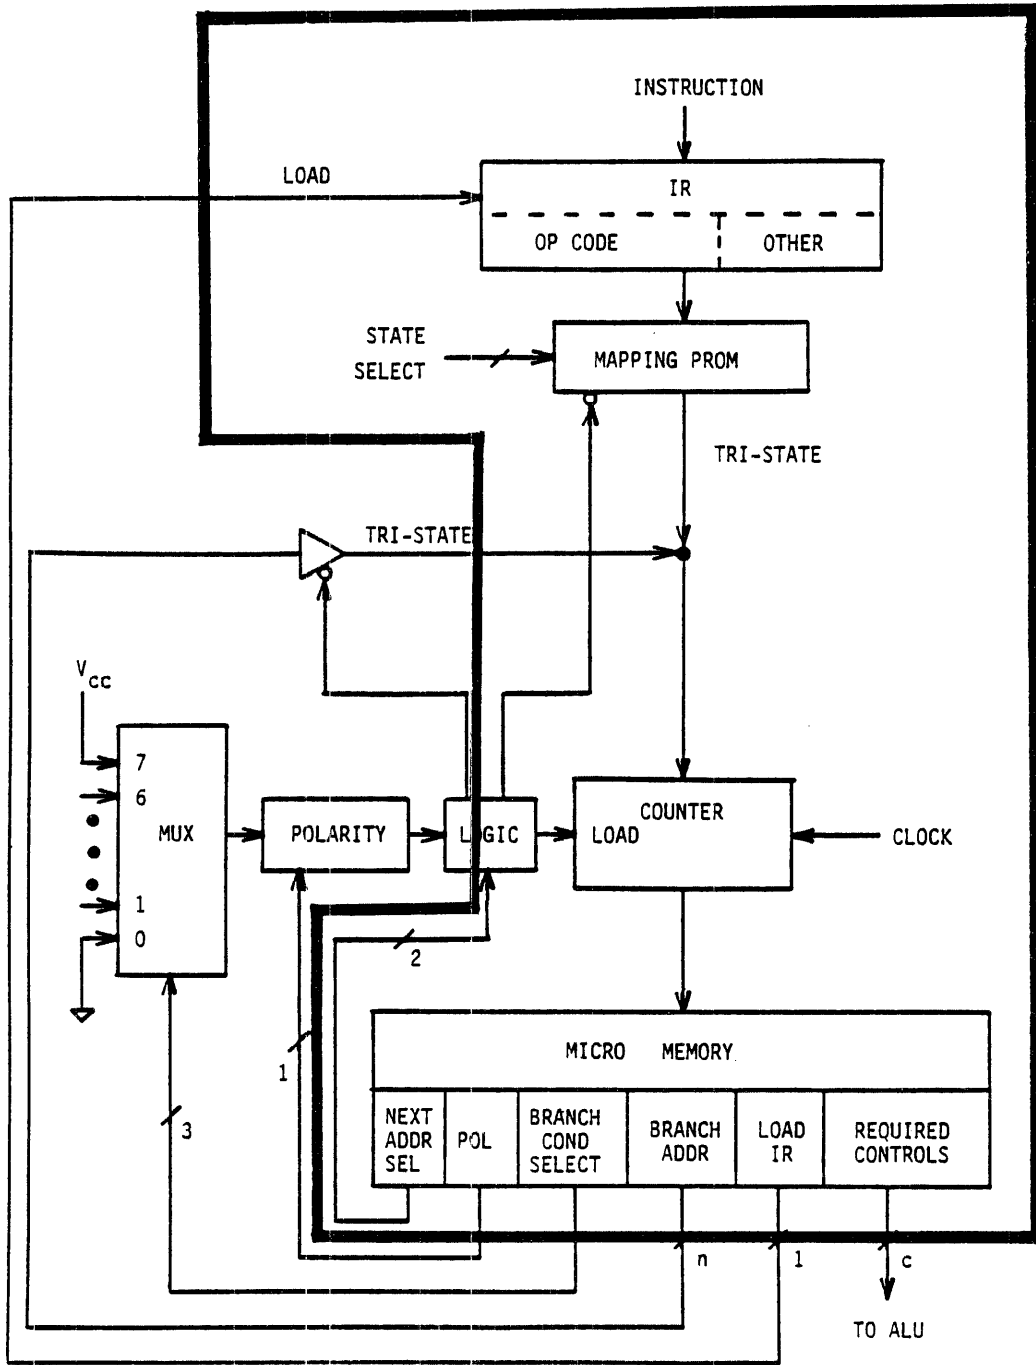 INSTRUCTION
LOAD
IR
OP CODE
OTHER
STATE
SELECT
MAPPING PROM
TRI-STATE
TRI-STATE
Vcc
7
6
MUX
POLARITY
LOGIC
COUNTER
LOAD
CLOCK
1
0
2
1
3
MICRO MEMORY
NEXT
ADDR
SEL
POL
BRANCH
COND
SELECT
BRANCH
ADDR
LOAD
IR
REQUIRED
CONTROLS
n
1
c
TO ALU